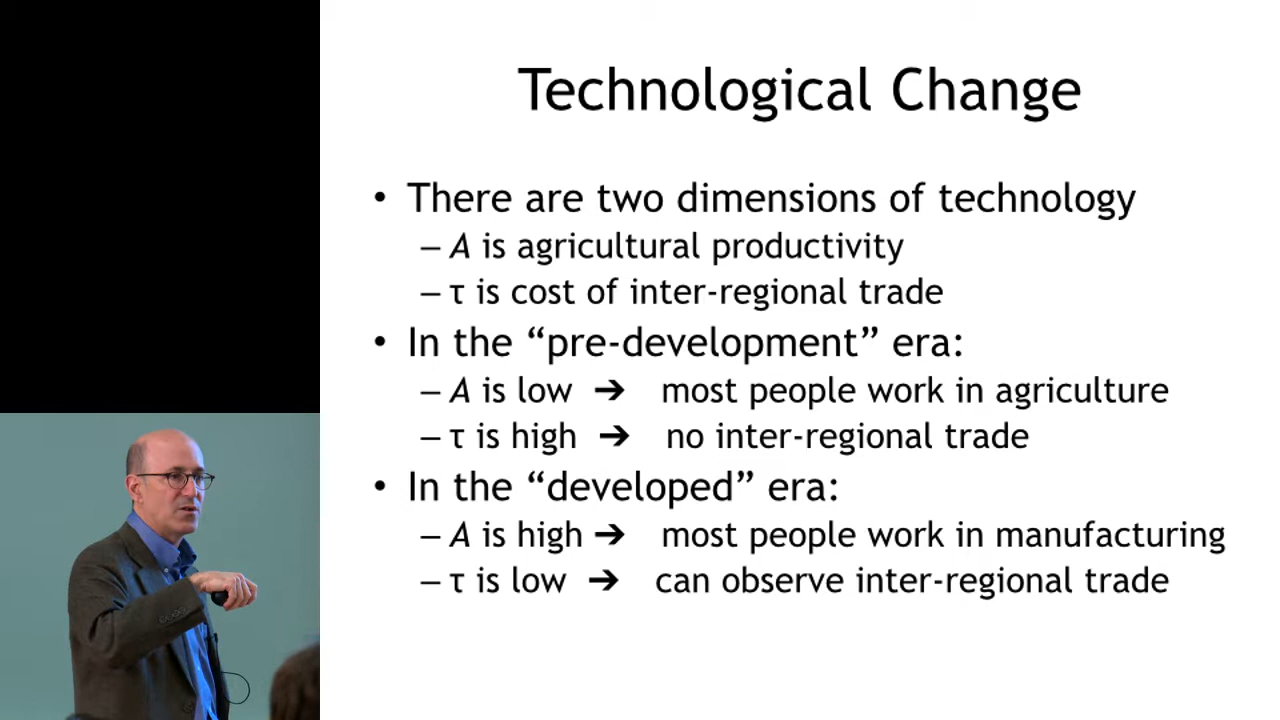 Technological Change
• There are two dimensions of technology
– A is agricultural productivity
– τ is cost of inter-regional trade
• In the “pre-development” era:
– A is low ➔ most people work in agriculture
– τ is high ➔ no inter-regional trade
• In the “developed” era:
– A is high ➔ most people work in manufacturing
– τ is low ➔ can observe inter-regional trade